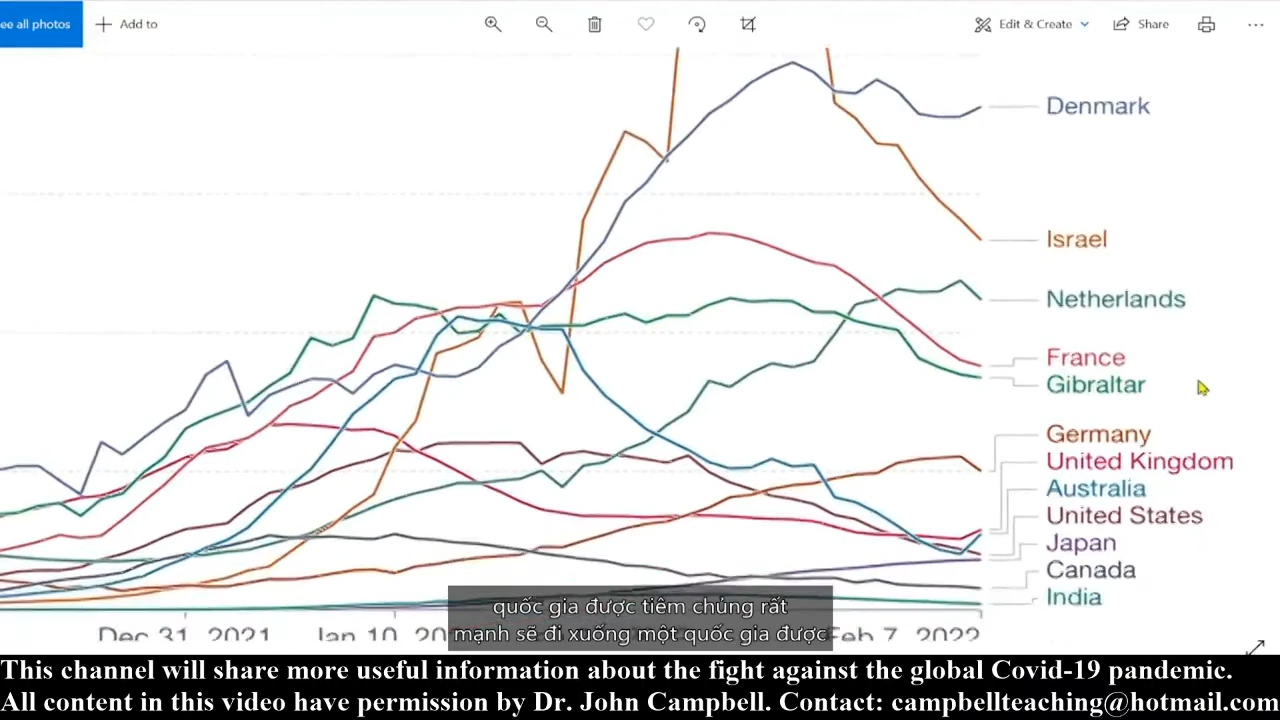 ee all photos
Add to
Edit & Create
Share
Denmark
Israel
Netherlands
France
Gibraltar
Germany
United Kingdom
Australia
United States
Japan
Canada
India
Dec 31, 2021
Jan 10, 20
Feb 7, 2022
quốc gia được tiêm chủng rất
mạnh sẽ đi xuống một quốc gia được
This channel will share more useful information about the fight against the global Covid-19 pandemic.
All content in this video have permission by Dr. John Campbell. Contact: campbellteaching@hotmail.com